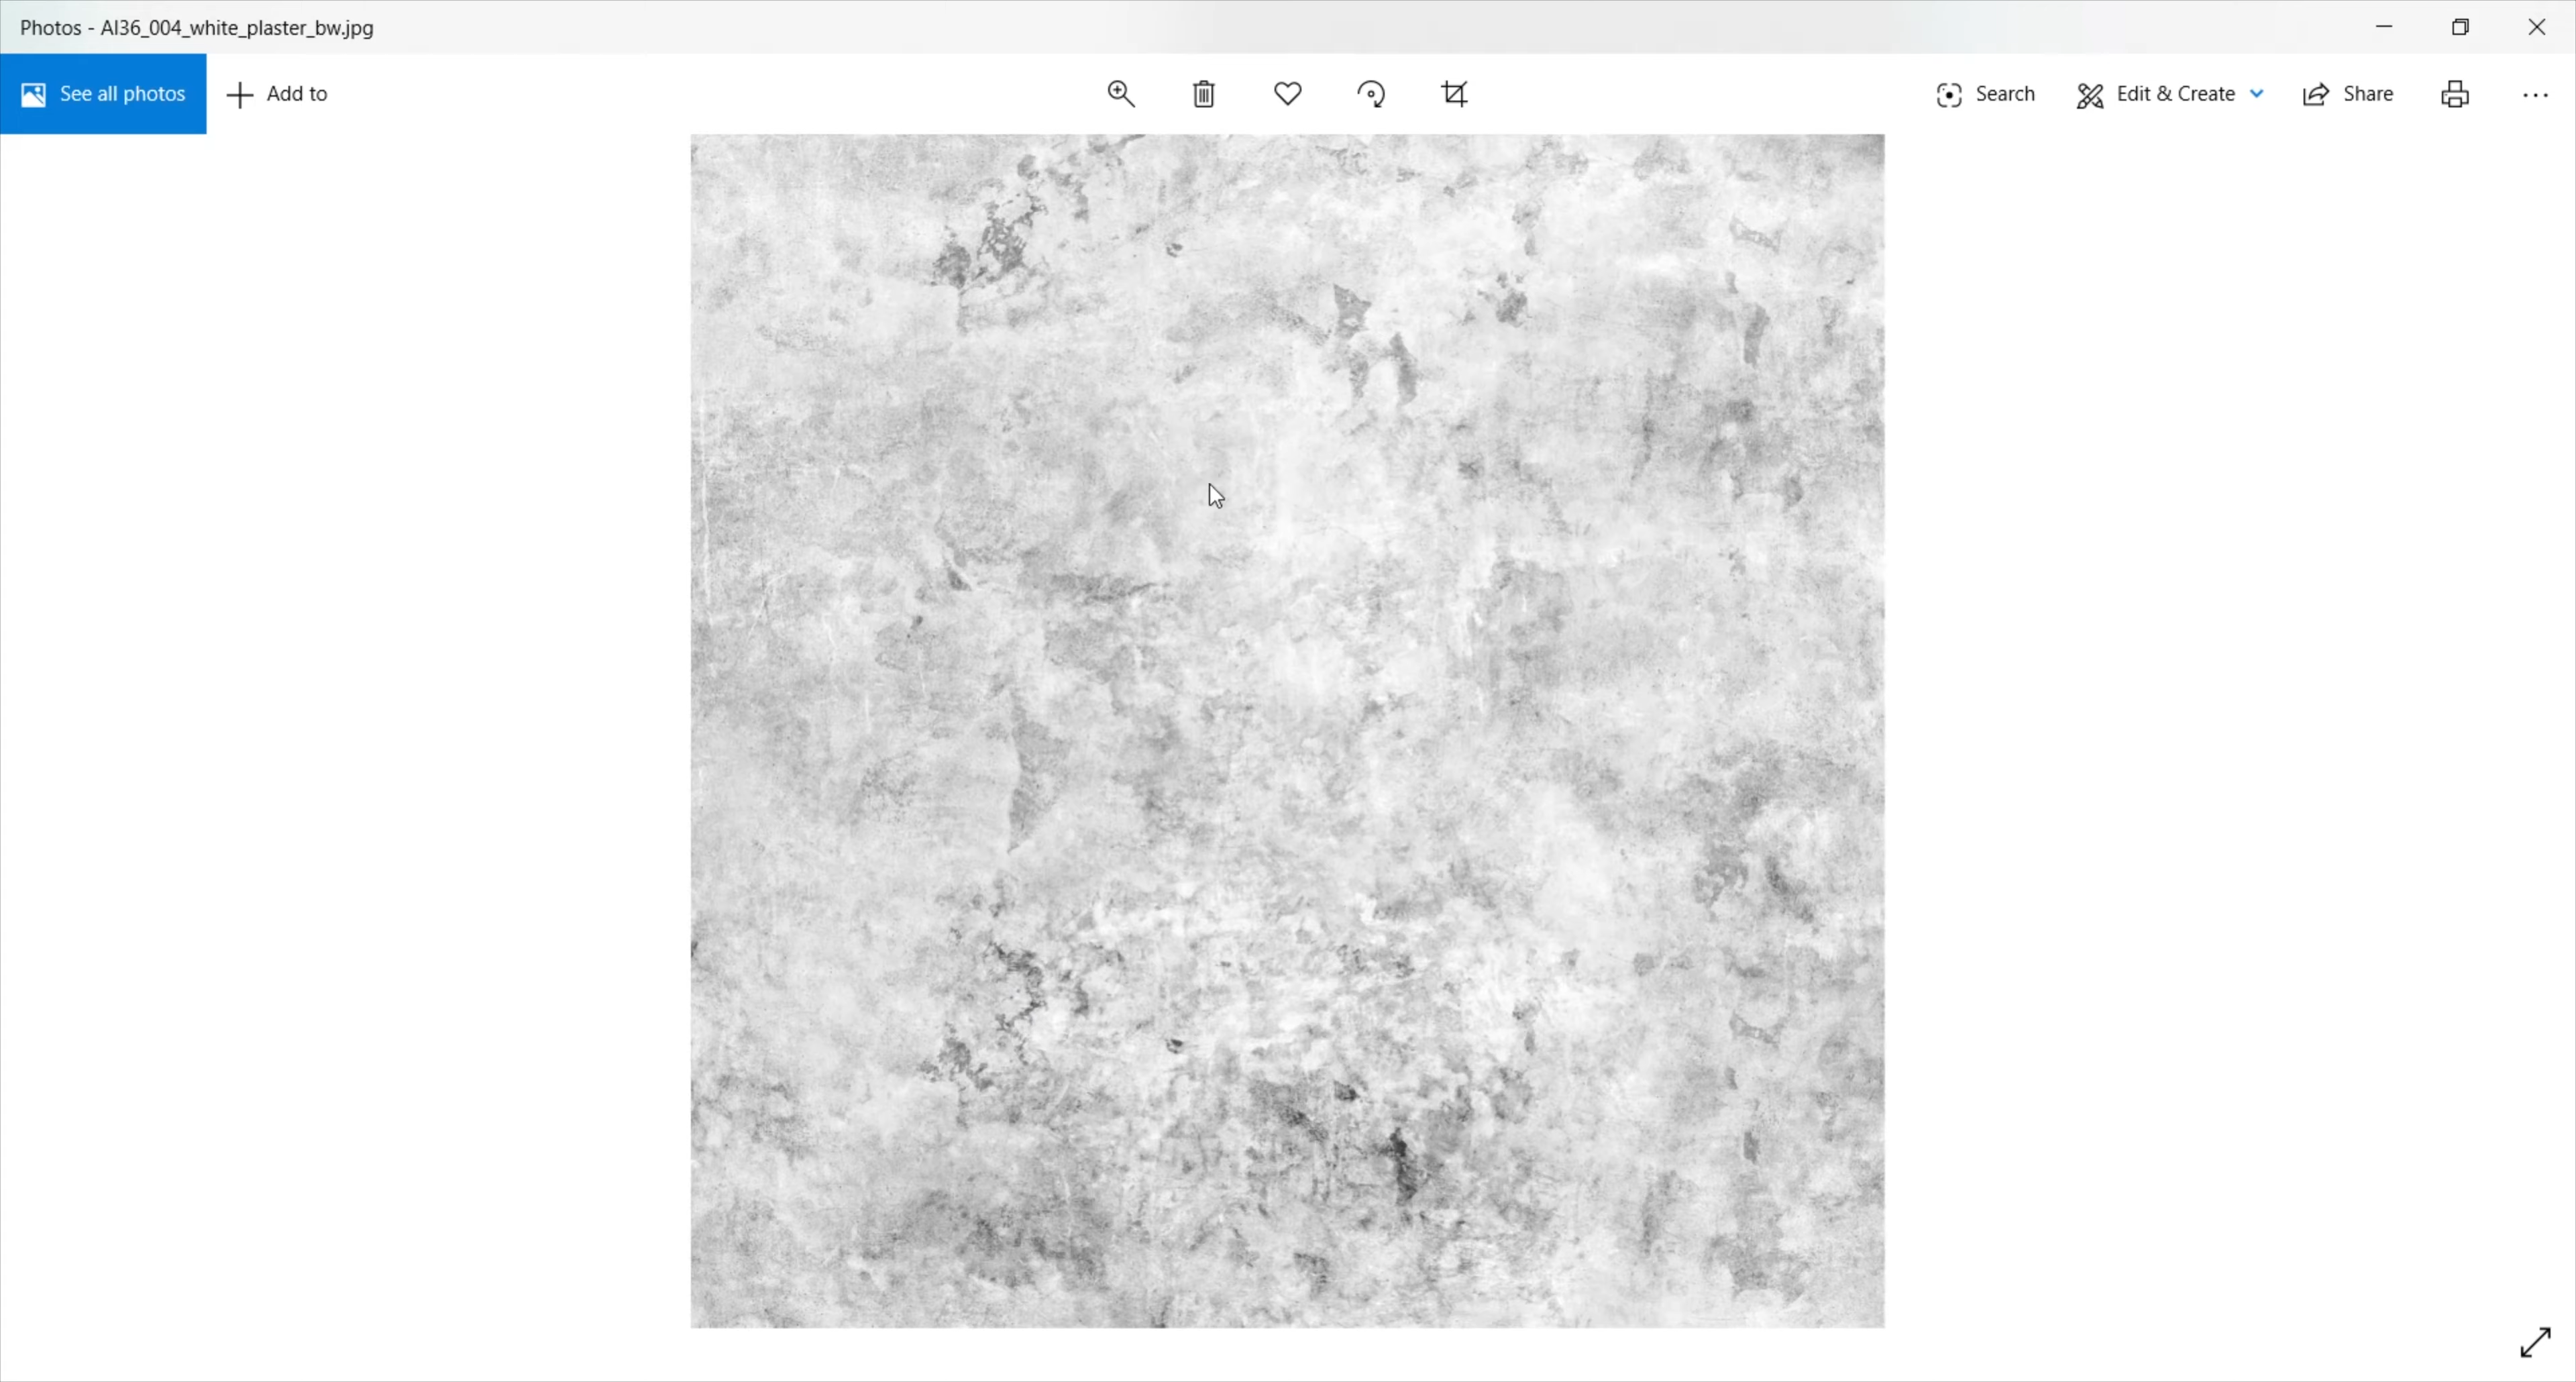 Photos - AI36_004_white_plaster_bw.jpg
See all photos
Add to
Search
Edit & Create
Share